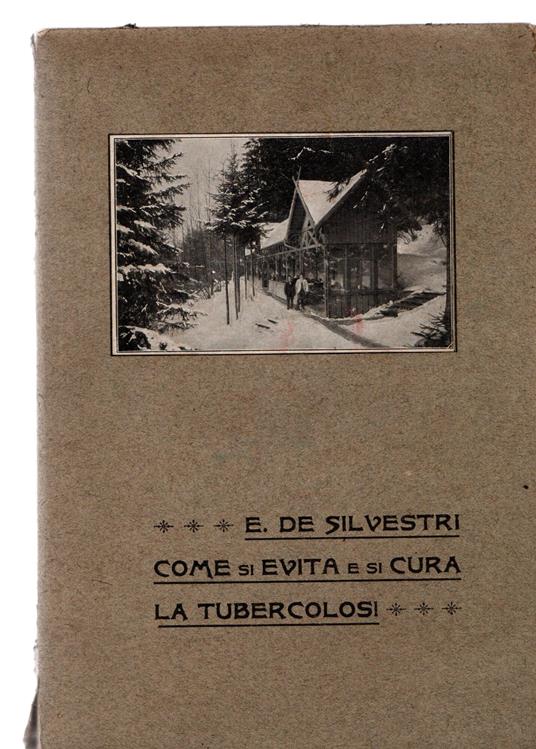 E. DE SILVESTRI
COME SI EVITA E SI CURA
LA TUBERCOLOSI